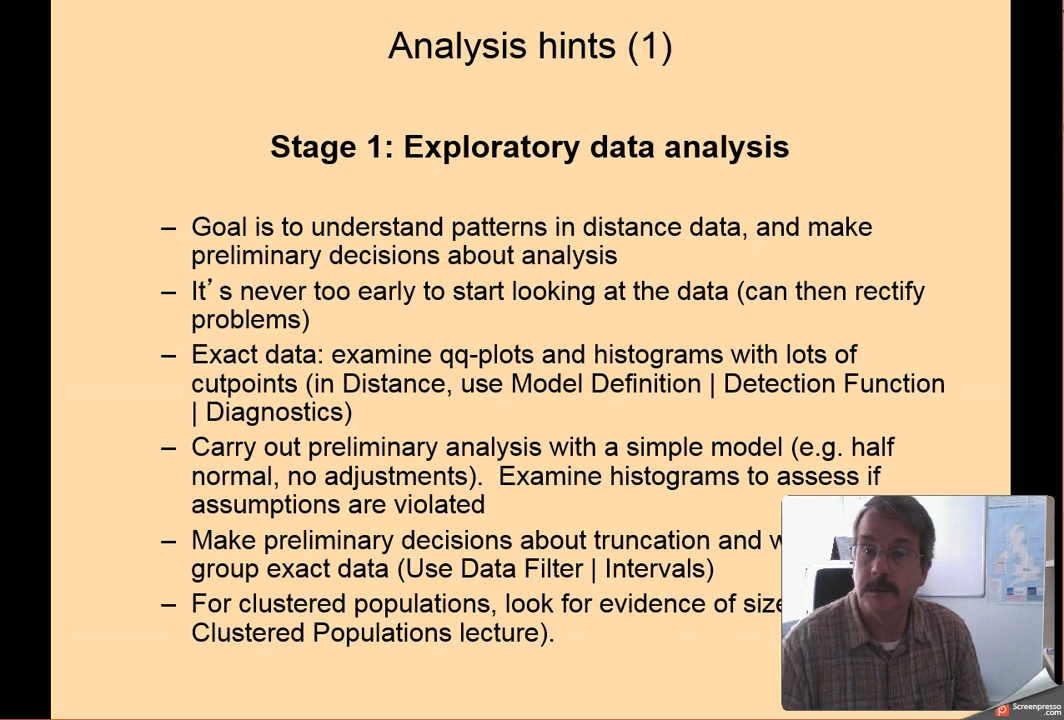 Analysis hints (1)
Stage 1: Exploratory data analysis
– Goal is to understand patterns in distance data, and make
preliminary decisions about analysis
– It’s never too early to start looking at the data (can then rectify
problems)
– Exact data: examine qq-plots and histograms with lots of
cutpoints (in Distance, use Model Definition | Detection Function
| Diagnostics)
– Carry out preliminary analysis with a simple model (e.g. half
normal, no adjustments). Examine histograms to assess if
assumptions are violated
– Make preliminary decisions about truncation and
group exact data (Use Data Filter | Intervals)
– For clustered populations, look for evidence of size
Clustered Populations lecture).
Screenpresso
.com